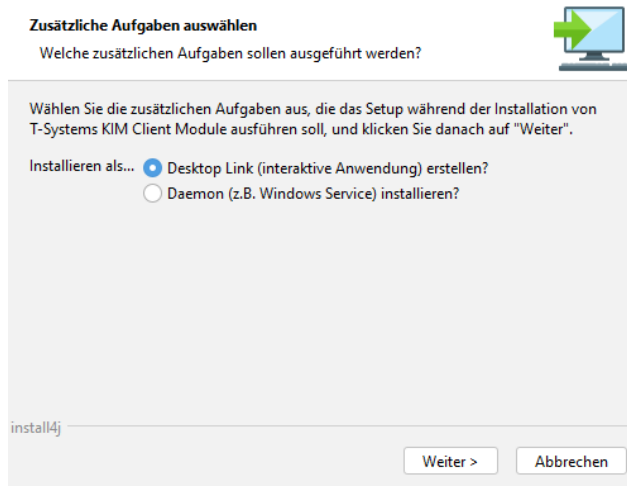 Zusätzliche Aufgaben auswählen
Welche zusätzlichen Aufgaben sollen ausgeführt werden?
Wählen Sie die zusätzlichen Aufgaben aus, die das Setup während der Installation von
T-Systems KIM Client Module ausführen soll, und klicken Sie danach auf "Weiter".
Installieren als... Desktop Link (interaktive Anwendung) erstellen?
Daemon (z.B. Windows Service) installieren?
install4j
Weiter > Abbrechen